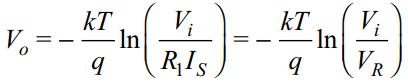 V_o = − \frac{kT}{q} \ln\left(\frac{V_i}{R_1 I_S}\right) = − \frac{kT}{q} \ln\left(\frac{V_i}{V_R}\right)